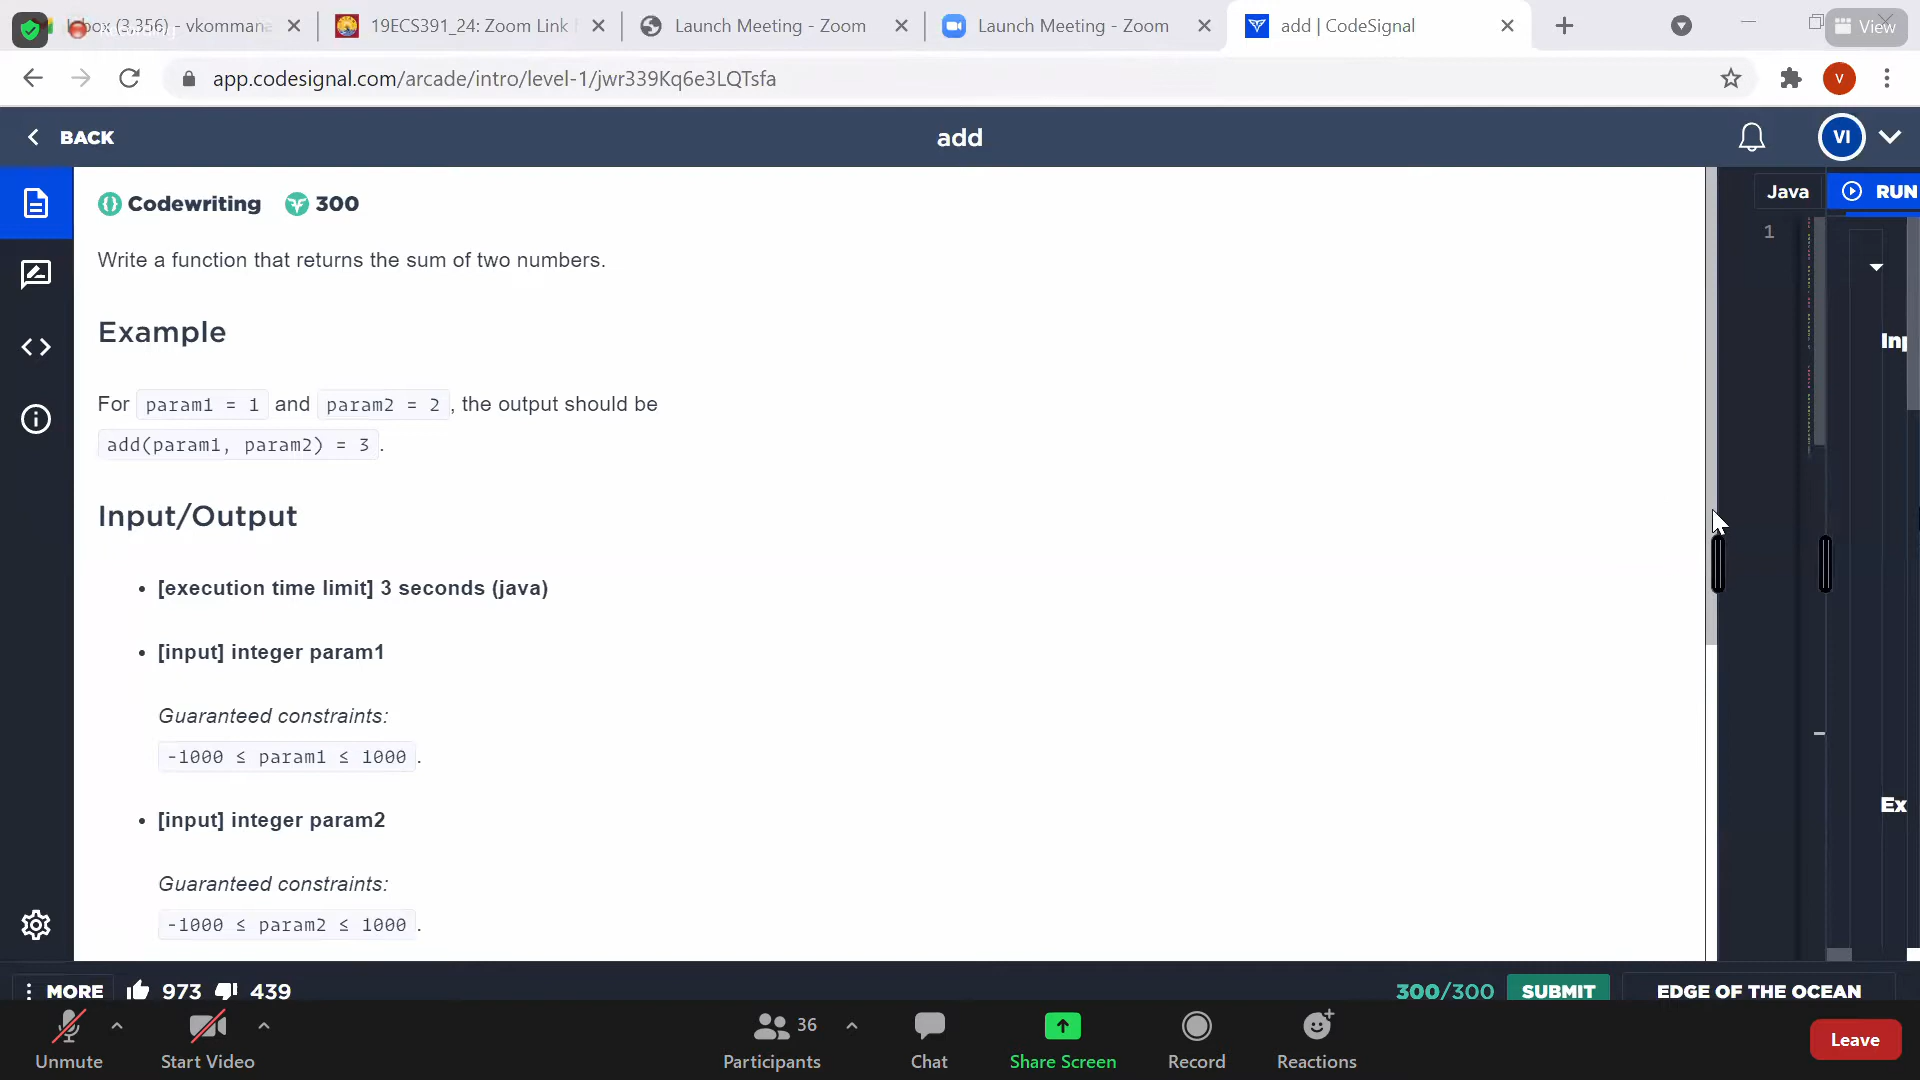 Inbox (3,356) - vkommana
19ECS391_24: Zoom Link
Launch Meeting - Zoom
Launch Meeting - Zoom
add | CodeSignal
View
app.codesignal.com/arcade/intro/level-1/jwr339Kq6e3LQTsfa
V
BACK
add
VI
Codewriting 300
Java
RUN
Write a function that returns the sum of two numbers.
1
Example
Inp
For param1 = 1 and param2 = 2, the output should be
add(param1, param2) = 3.
Input/Output
• [execution time limit] 3 seconds (java)
• [input] integer param1
Guaranteed constraints:
-1000 ≤ param1 ≤ 1000.
• [input] integer param2
Ex
Guaranteed constraints:
-1000 ≤ param2 ≤ 1000.
MORE 973 439
300/300 SUBMIT EDGE OF THE OCEAN
36
Unmute
Start Video
Participants
Chat
Share Screen
Record
Reactions
Leave